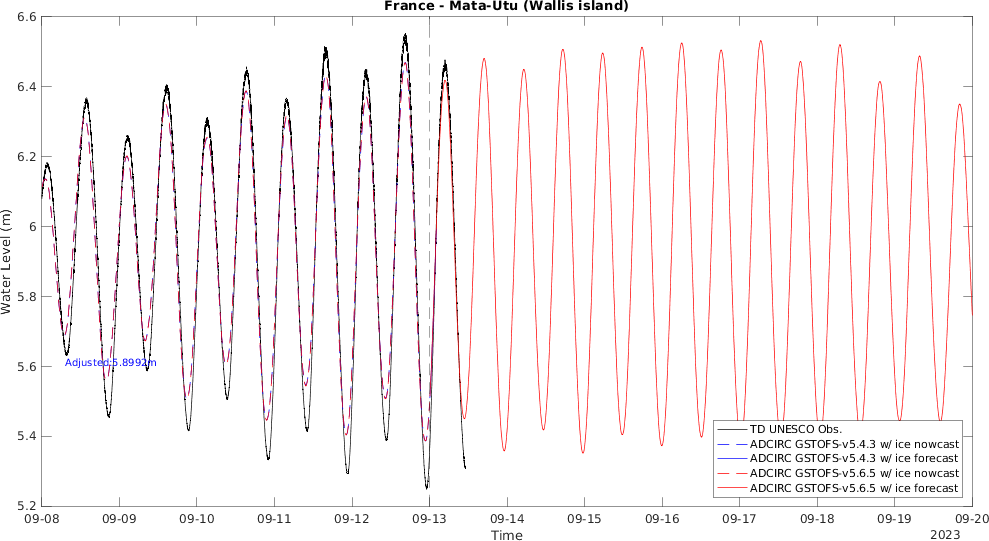 France - Mata-Utu (Wallis island)
6.6
6.4
6.2
6
5.8
5.6
5.4
5.2
Water Level (m)
Adjusted:5.8992m
TD UNESCO Obs.
ADCIRC GSTOFS-v5.4.3 w/ ice nowcast
ADCIRC GSTOFS-v5.4.3 w/ ice forecast
ADCIRC GSTOFS-v5.6.5 w/ ice nowcast
ADCIRC GSTOFS-v5.6.5 w/ ice forecast
09-08 09-09 09-10 09-11 09-12 09-13 09-14 09-15 09-16 09-17 09-18 09-19 09-20
Time
2023